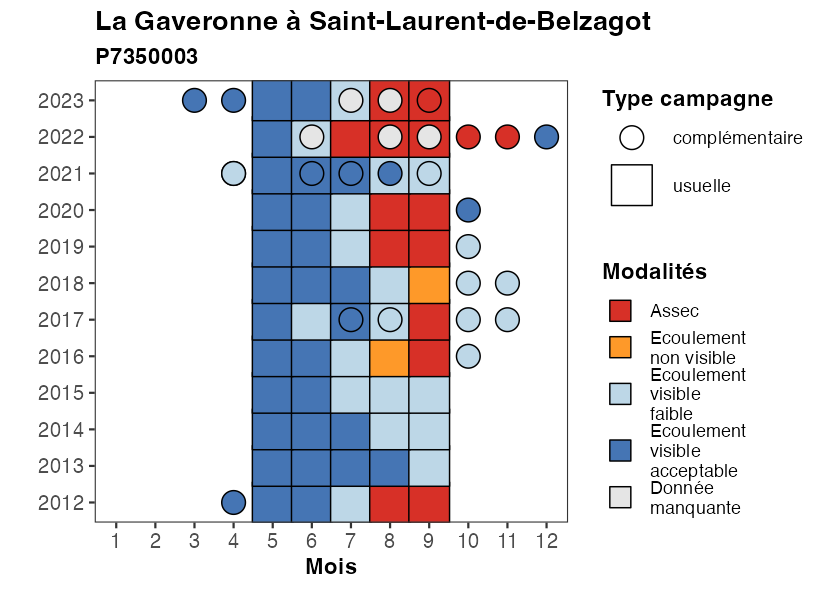 La Gaveronne à Saint-Laurent-de-Belzagot
P7350003
2023
2022
2021
2020
2019
2018
2017
2016
2015
2014
2013
2012
1 2 3 4 5 6 7 8 9 10 11 12
Mois
Type campagne
complémentaire
usuelle
Modalités
Assec
Ecoulement
non visible
Ecoulement
visible
faible
Ecoulement
visible
acceptable
Donnée
manquante